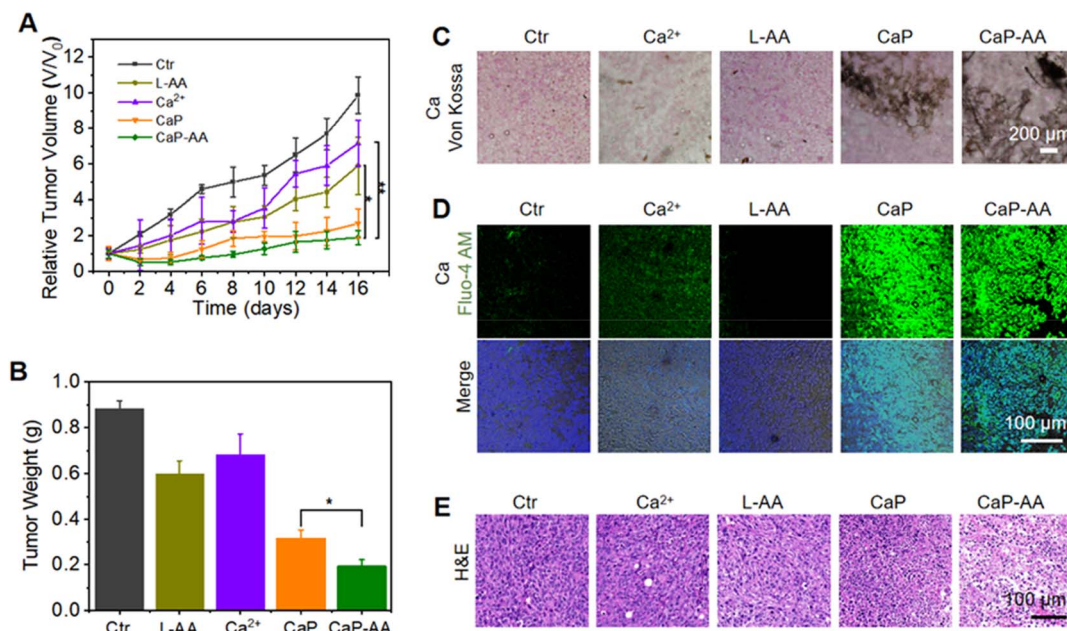 A
Relative Tumor Volume (V/V₀)
12
10
8
6
4
2
0
Ctr
L-AA
Ca²⁺
CaP
CaP-AA
*
**
0 2 4 6 8 10 12 14 16
Time (days)
B
Tumor Weight (g)
1.0
0.8
0.6
0.4
0.2
0.0
*
Ctr L-AA Ca²⁺ CaP CaP-AA
C
Ctr Ca²⁺ L-AA CaP CaP-AA
Ca
Von Kossa
200 µm
D
Ctr Ca²⁺ L-AA CaP CaP-AA
Ca
Fluo-4 AM
Merge
100 µm
E
Ctr Ca²⁺ L-AA CaP CaP-AA
H&E
100 µm